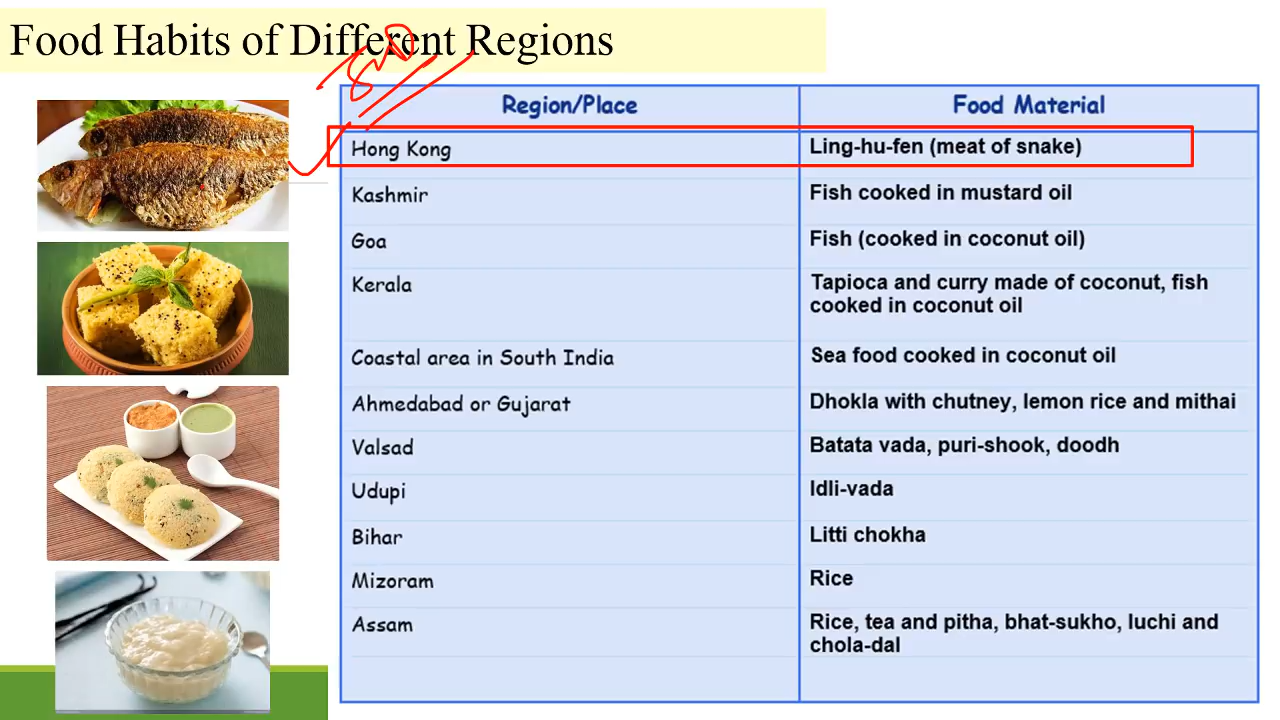 Food Habits of Different Regions
Region/Place Food Material
Hong Kong Ling-hu-fen (meat of snake)
Kashmir Fish cooked in mustard oil
Goa Fish (cooked in coconut oil)
Kerala Tapioca and curry made of coconut, fish
cooked in coconut oil
Coastal area in South India Sea food cooked in coconut oil
Ahmedabad or Gujarat Dhokla with chutney, lemon rice and mithai
Valsad Batata vada, puri-shook, doodh
Udupi Idli-vada
Bihar Litti chokha
Mizoram Rice
Assam Rice, tea and pitha, bhat-sukho, luchi and
chola-dal